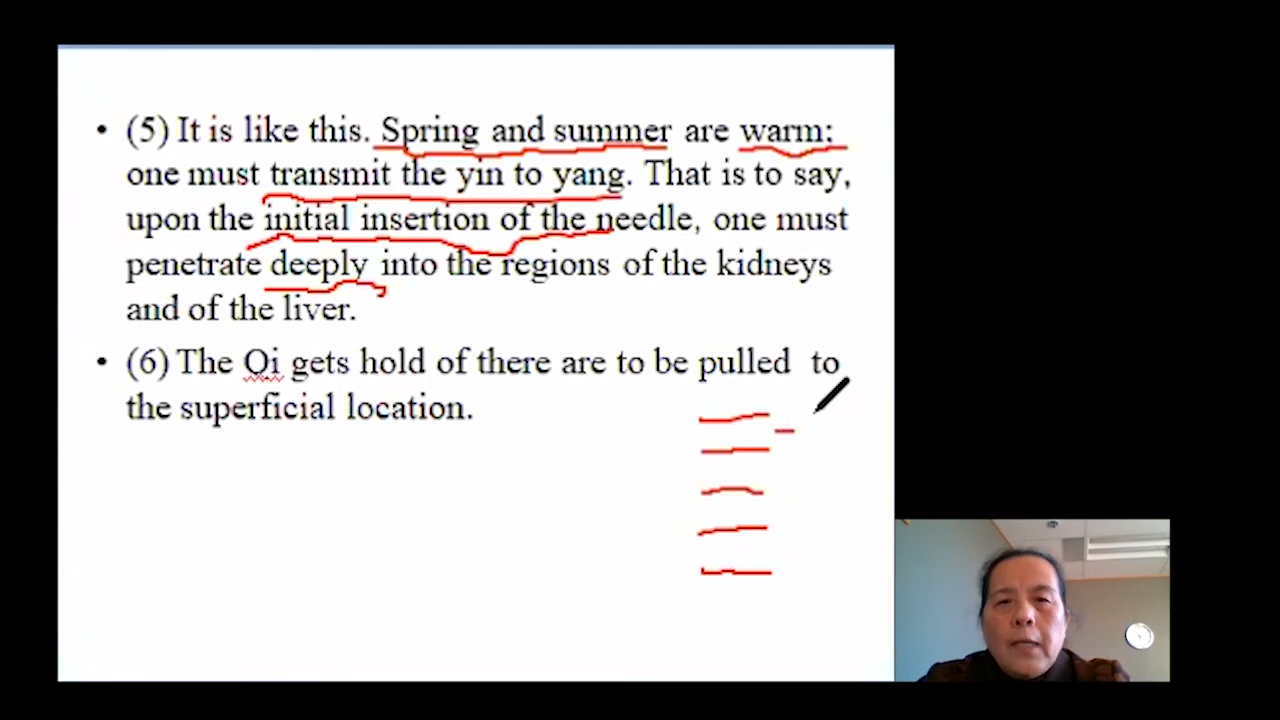 • (5) It is like this. Spring and summer are warm;
one must transmit the yin to yang. That is to say,
upon the initial insertion of the needle, one must
penetrate deeply into the regions of the kidneys
and of the liver.
• (6) The Qi gets hold of there are to be pulled to
the superficial location.